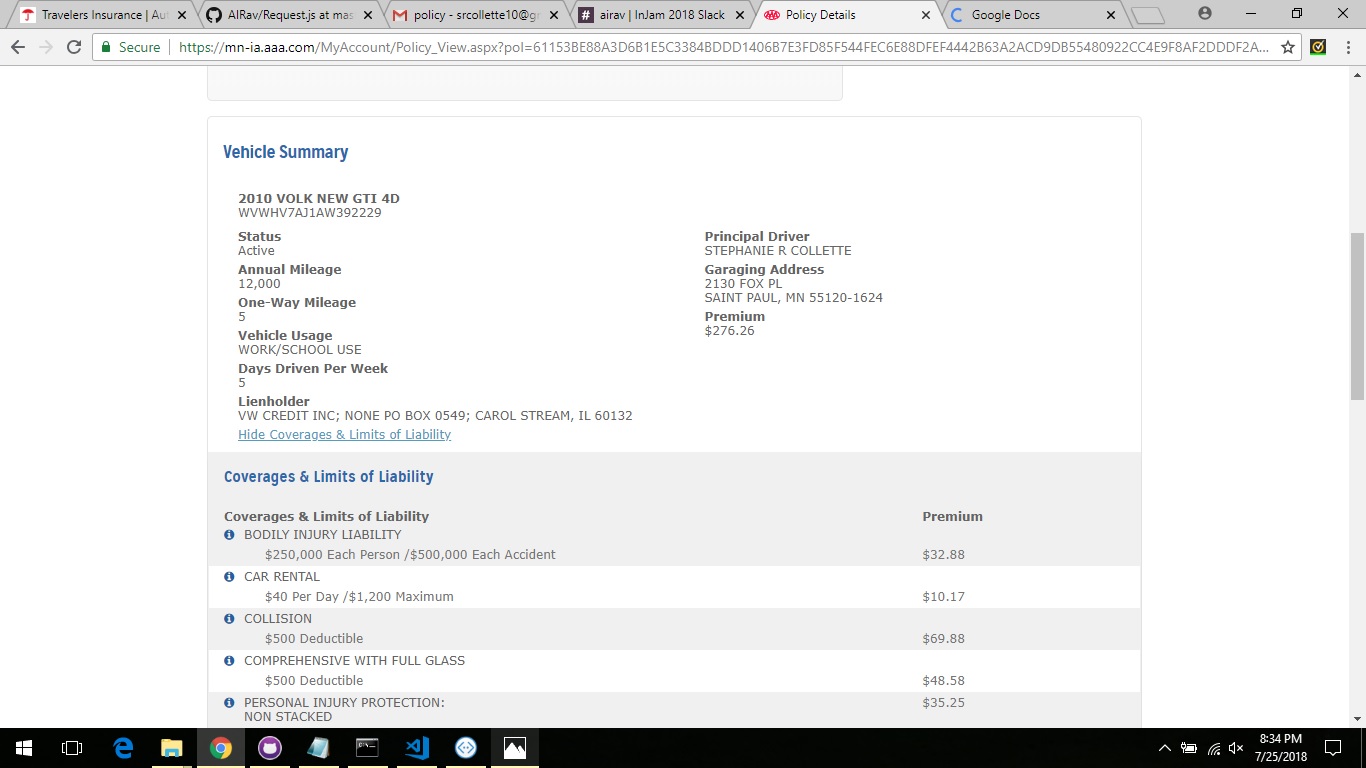 Travelers Insurance | Au
AIRav/Request.js at mas
policy - srcollette10@g
airav | InJam 2018 Slack
Policy Details
Google Docs
Secure
https://mn-ia.aaa.com/MyAccount/Policy_View.aspx?pol=61153BE88A3D6B1E5C3384BDDD1406B7E3FD85F544FEC6E88DFEF4442B63A2ACD9DB55480922CC4E9F8AF2DDDF2A...
Vehicle Summary
2010 VOLK NEW GTI 4D
WVWHV7AJ1AW392229
Status
Active
Annual Mileage
12,000
One-Way Mileage
5
Vehicle Usage
WORK/SCHOOL USE
Days Driven Per Week
5
Lienholder
VW CREDIT INC; NONE PO BOX 0549; CAROL STREAM, IL 60132
Hide Coverages & Limits of Liability
Principal Driver
STEPHANIE R COLLETTE
Garaging Address
2130 FOX PL
SAINT PAUL, MN 55120-1624
Premium
$276.26
Coverages & Limits of Liability
Coverages & Limits of Liability Premium
BODILY INJURY LIABILITY
$250,000 Each Person /$500,000 Each Accident $32.88
CAR RENTAL
$40 Per Day /$1,200 Maximum $10.17
COLLISION
$500 Deductible $69.88
COMPREHENSIVE WITH FULL GLASS
$500 Deductible $48.58
PERSONAL INJURY PROTECTION: $35.25
NON STACKED
8:34 PM
7/25/2018